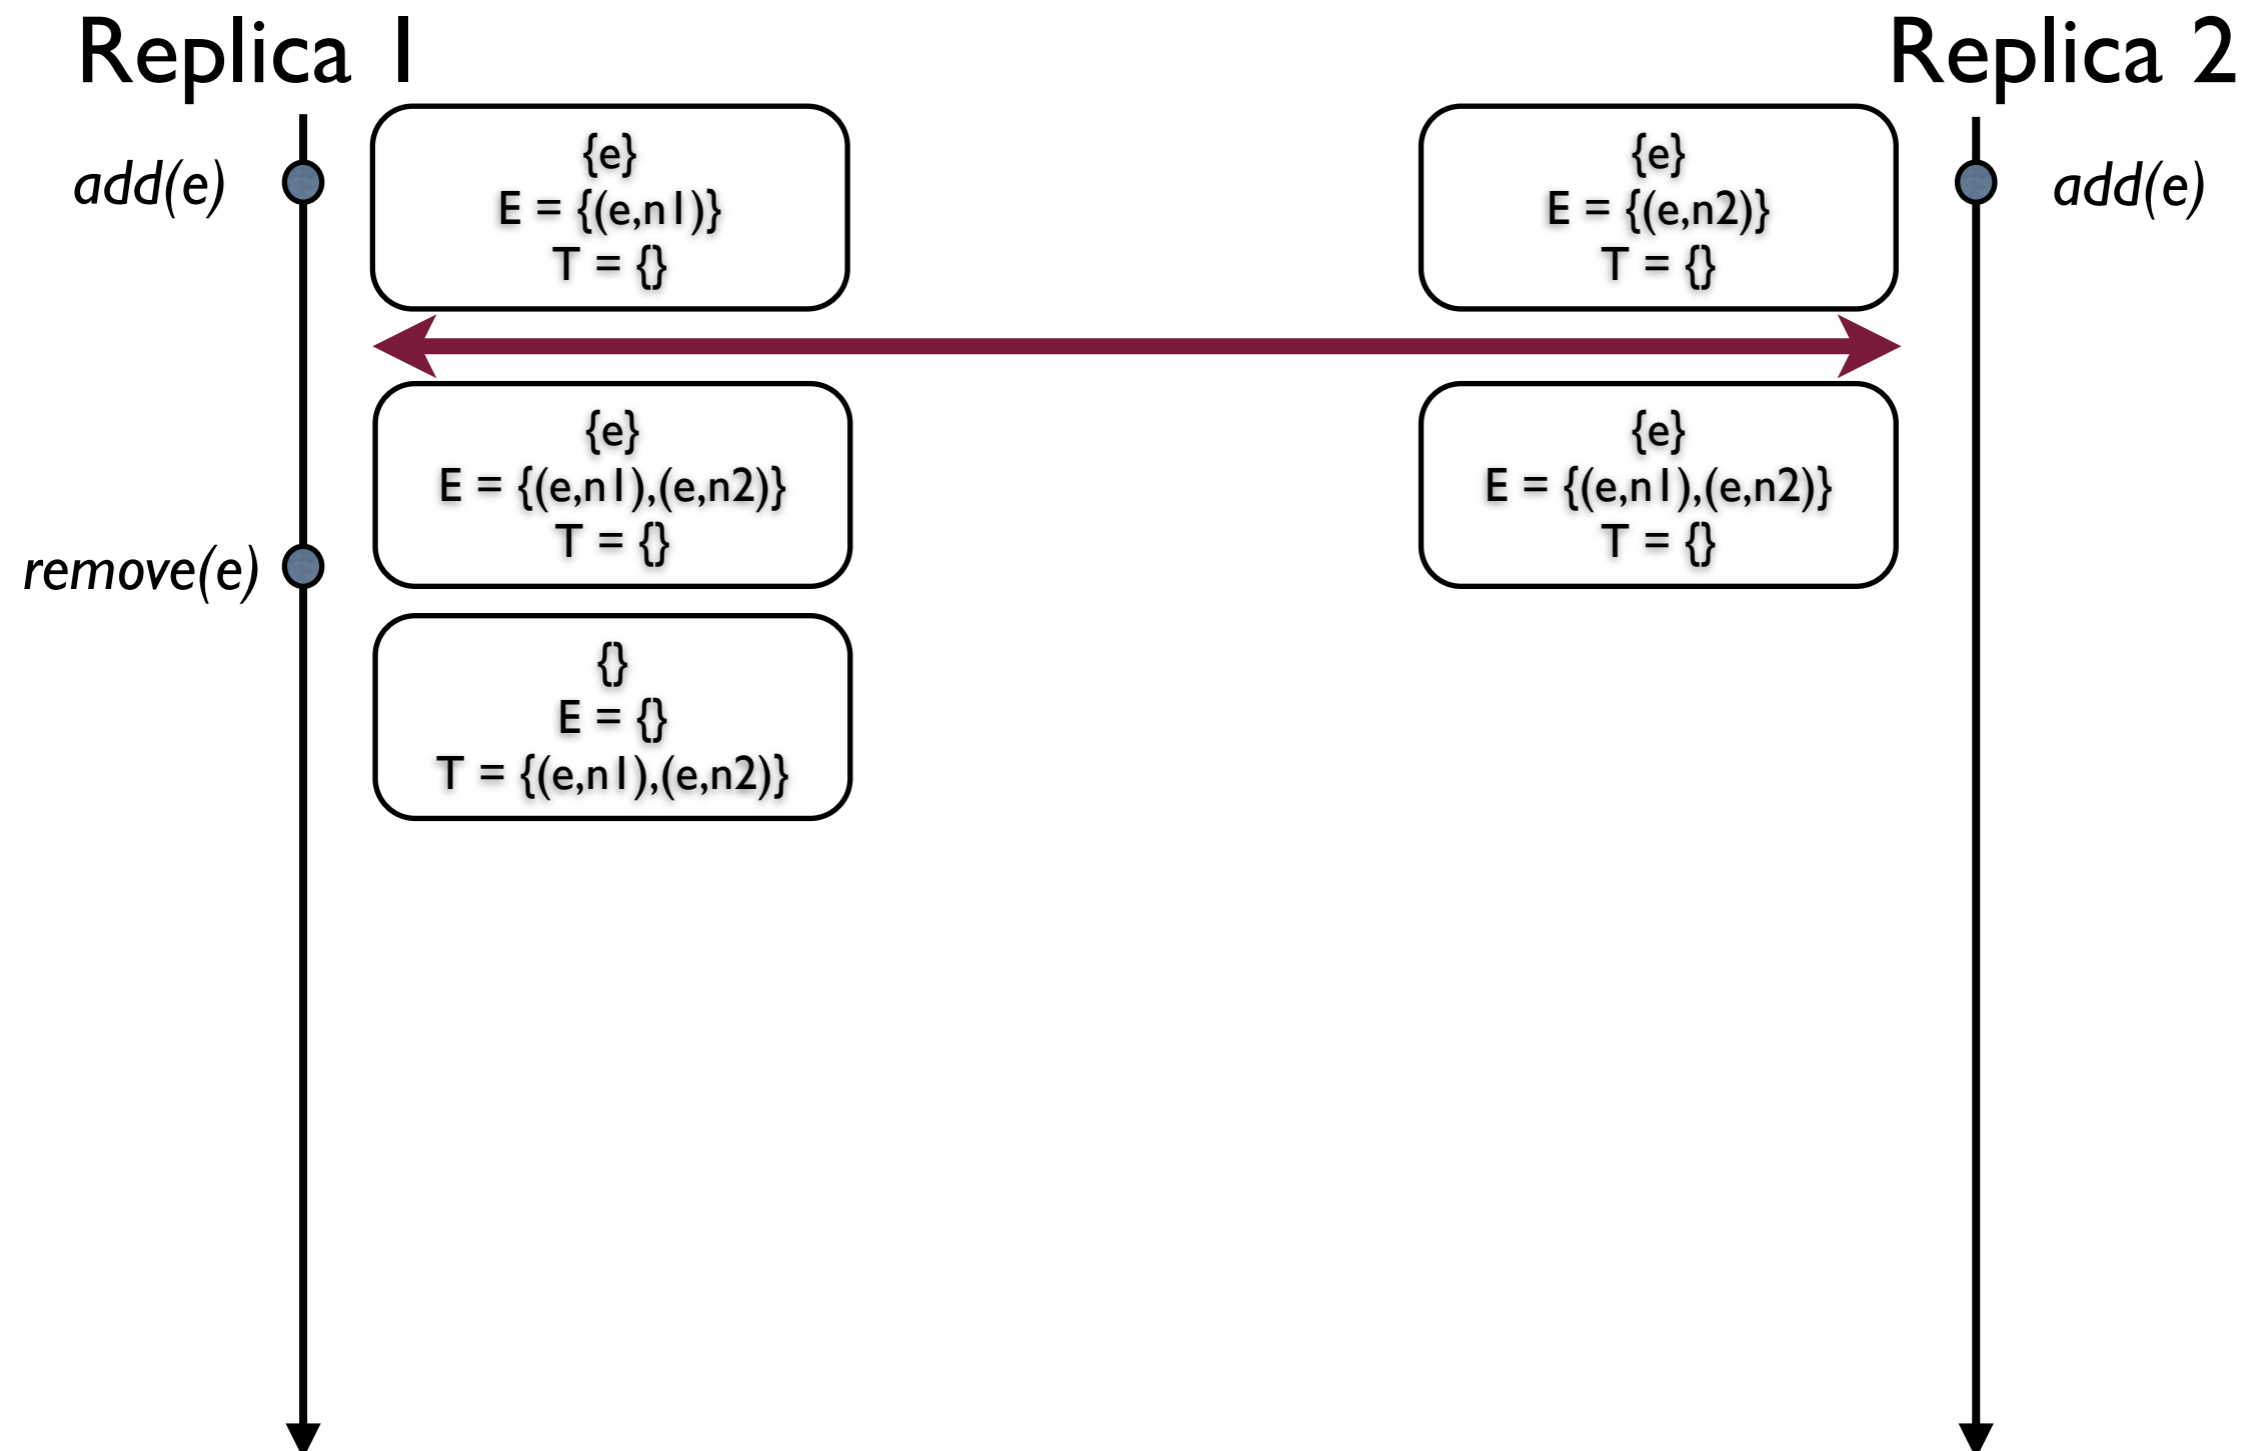 Replica 1
Replica 2
add(e)
{e}
E = {(e,n1)}
T = {}
{e}
E = {(e,n2)}
T = {}
add(e)
{e}
E = {(e,n1),(e,n2)}
T = {}
{e}
E = {(e,n1),(e,n2)}
T = {}
remove(e)
{}
E = {}
T = {(e,n1),(e,n2)}